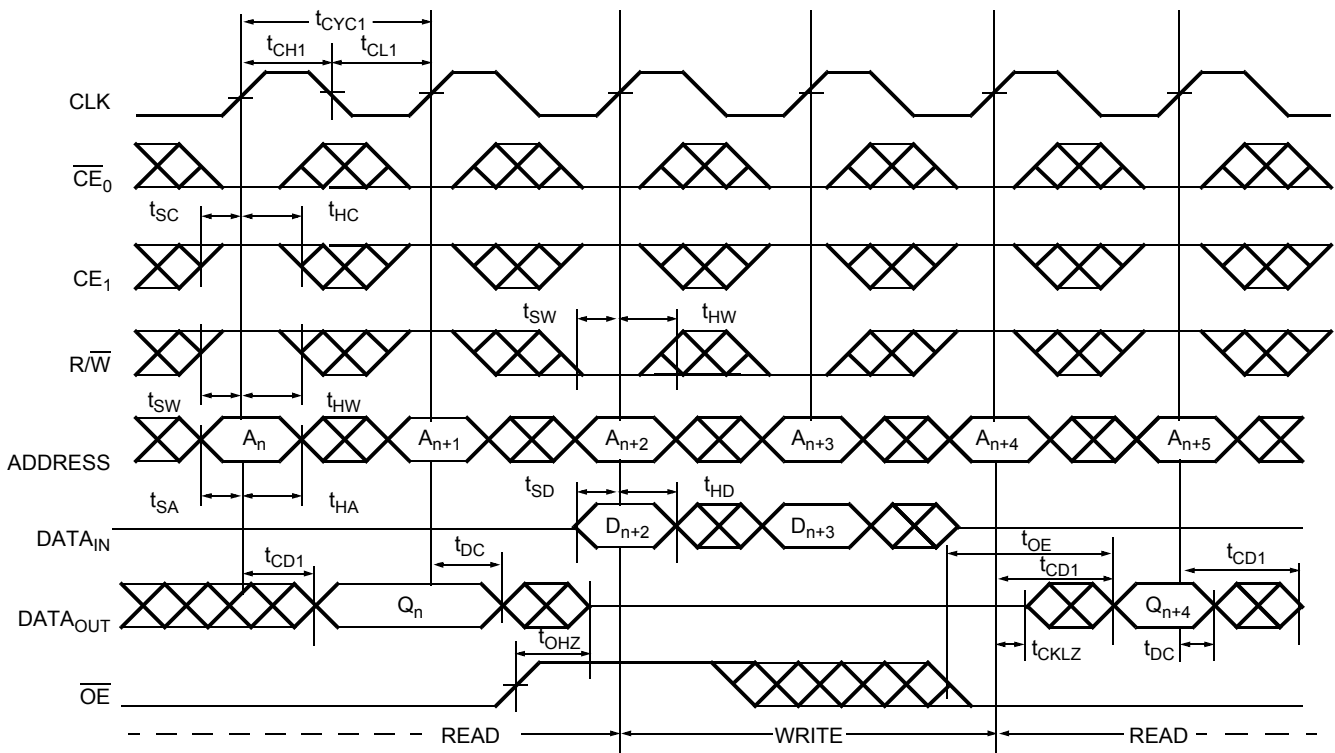 tCYC1
tCH1 tCL1
CLK
CE0
tSC tHC
CE1
tSW tHW
R/W
tSW tHW
An An+1 An+2 An+3 An+4 An+5
ADDRESS
tSA tHA tSD tHD
Dn+2 Dn+3
DATAIN
tCD1 tDC tOE tCD1 tCD1
Qn Qn+4
DATAOUT
tOHZ tCKLZ tDC
OE
READ WRITE READ